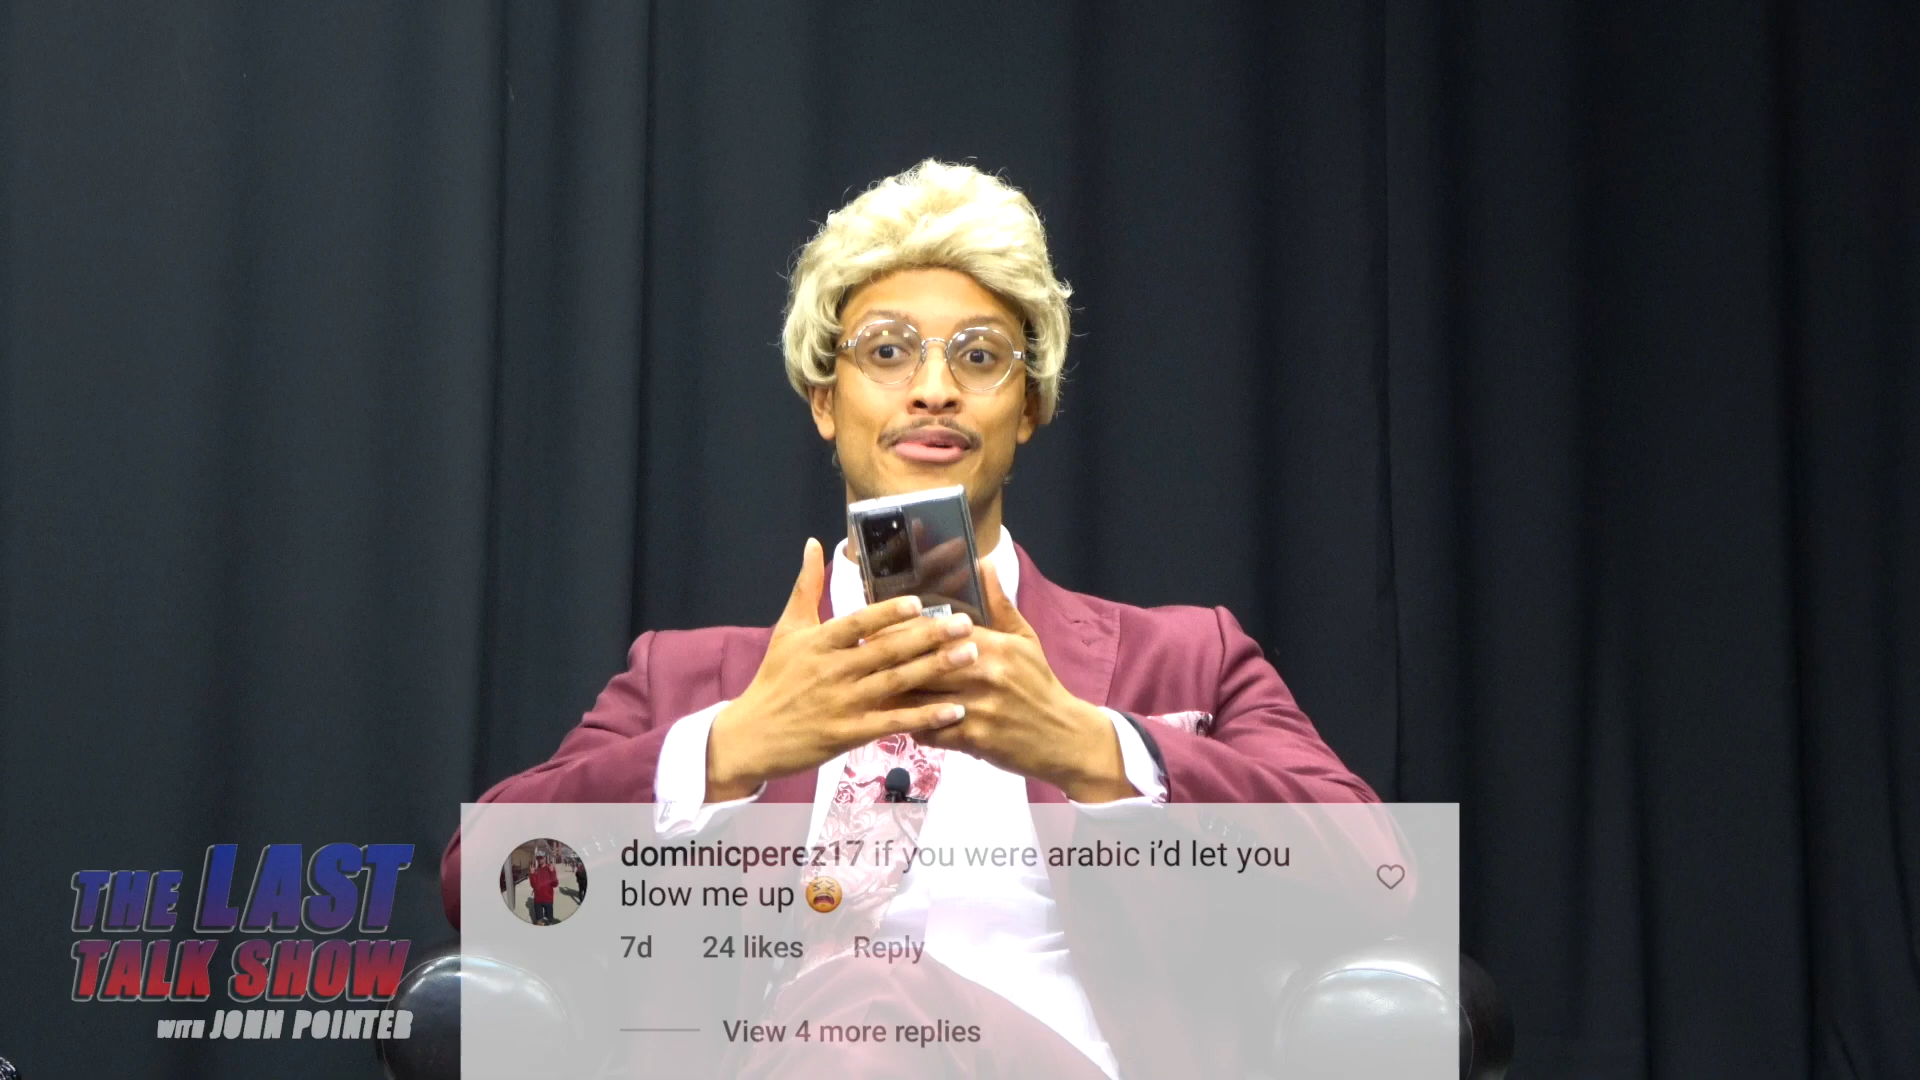 THE LAST
TALK SHOW
WITH JOHN POINTER
dominicperez17 if you were arabic i’d let you
blow me up 😫
7d 24 likes Reply
View 4 more replies